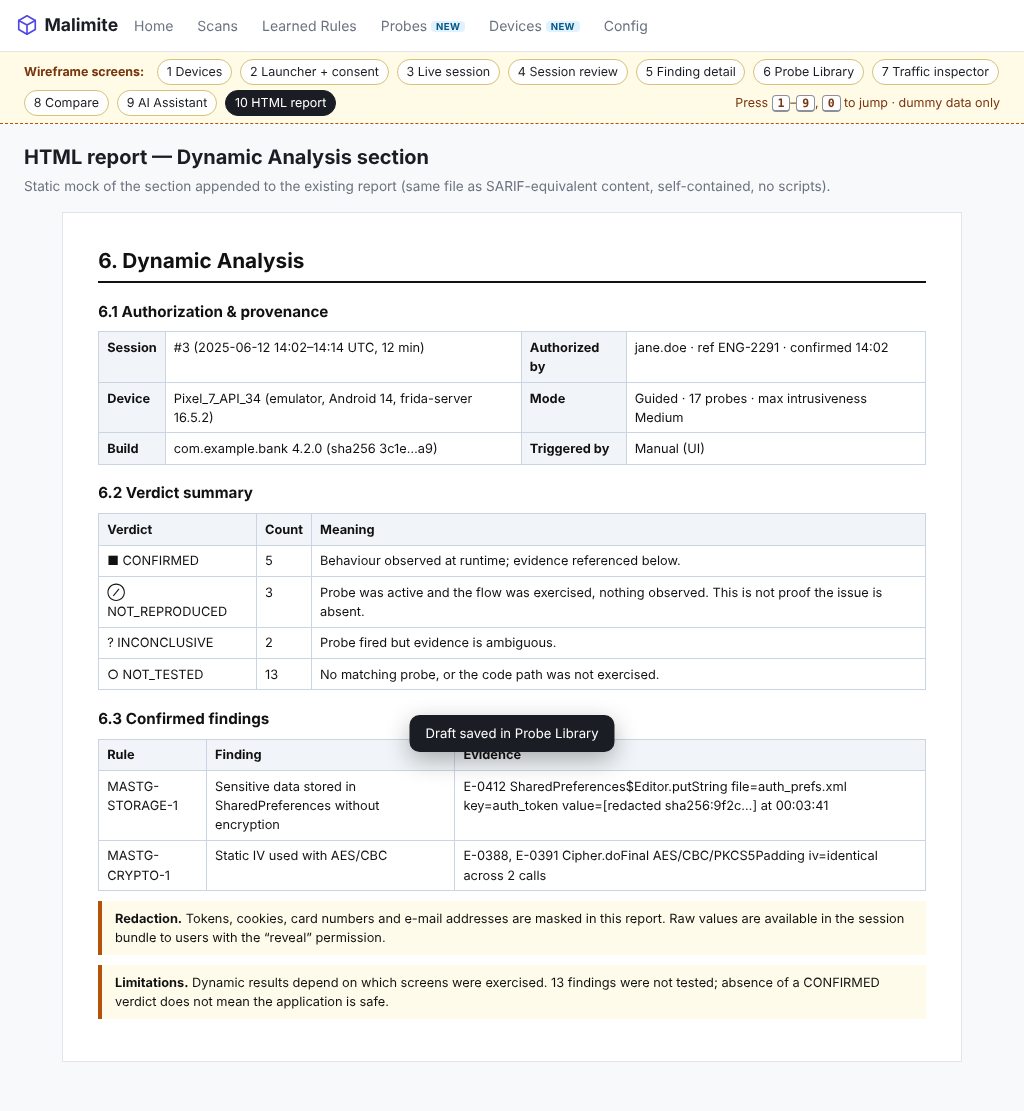 Malimite
Home
Scans
Learned Rules
Probes NEW
Devices NEW
Config
Wireframe screens:
1 Devices
2 Launcher + consent
3 Live session
4 Session review
5 Finding detail
6 Probe Library
7 Traffic inspector
8 Compare
9 AI Assistant
10 HTML report
Press 1–9, 0 to jump · dummy data only
HTML report — Dynamic Analysis section
Static mock of the section appended to the existing report (same file as SARIF-equivalent content, self-contained, no scripts).
6. Dynamic Analysis
6.1 Authorization & provenance
Session
#3 (2025-06-12 14:02–14:14 UTC, 12 min)
Authorized
by
jane.doe · ref ENG-2291 · confirmed 14:02
Device
Pixel_7_API_34 (emulator, Android 14, frida-server
16.5.2)
Mode
Guided · 17 probes · max intrusiveness
Medium
Build
com.example.bank 4.2.0 (sha256 3c1e…a9)
Triggered by
Manual (UI)
6.2 Verdict summary
Verdict
Count
Meaning
■ CONFIRMED
5
Behaviour observed at runtime; evidence referenced below.
⊘
NOT_REPRODUCED
3
Probe was active and the flow was exercised, nothing observed. This is not proof the issue is
absent.
? INCONCLUSIVE
2
Probe fired but evidence is ambiguous.
○ NOT_TESTED
13
No matching probe, or the code path was not exercised.
6.3 Confirmed findings
Draft saved in Probe Library
Rule
Finding
Evidence
MASTG-
STORAGE-1
Sensitive data stored in
SharedPreferences without
encryption
E-0412 SharedPreferences$Editor.putString file=auth_prefs.xml
key=auth_token value=[redacted sha256:9f2c…] at 00:03:41
MASTG-
CRYPTO-1
Static IV used with AES/CBC
E-0388, E-0391 Cipher.doFinal AES/CBC/PKCS5Padding iv=identical
across 2 calls
Redaction. Tokens, cookies, card numbers and e-mail addresses are masked in this report. Raw values are available in the session
bundle to users with the “reveal” permission.
Limitations. Dynamic results depend on which screens were exercised. 13 findings were not tested; absence of a CONFIRMED
verdict does not mean the application is safe.